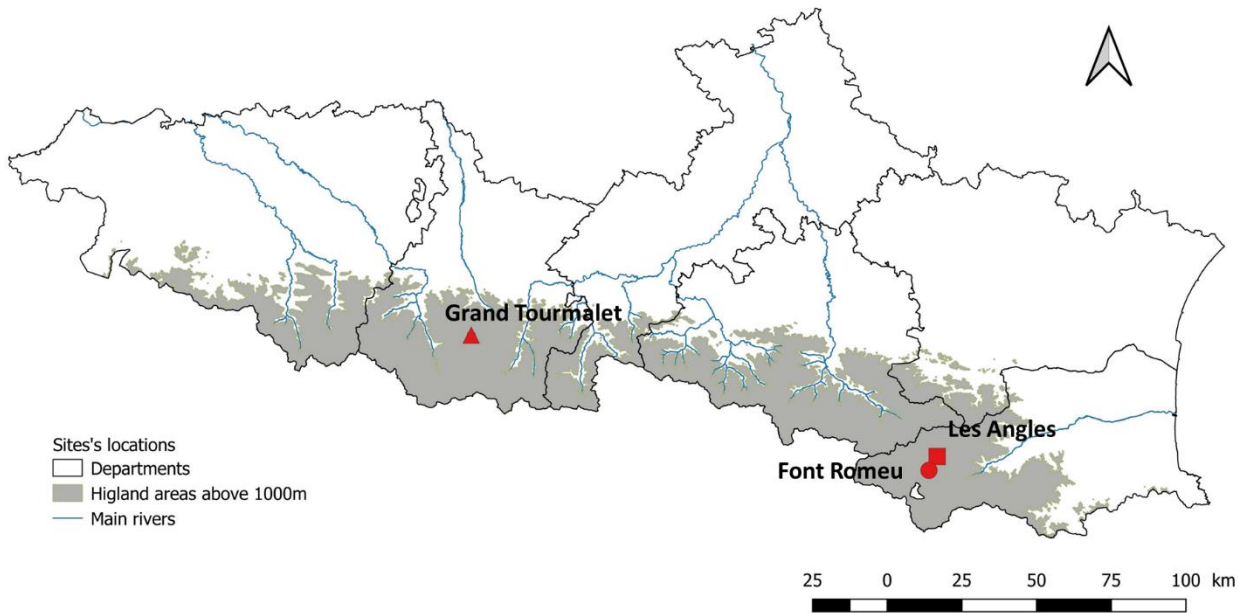 Grand Tourmalet
Les Angles
Font Romeu
Sites's locations
Departments
Higland areas above 1000m
Main rivers
25 0 25 50 75 100 km